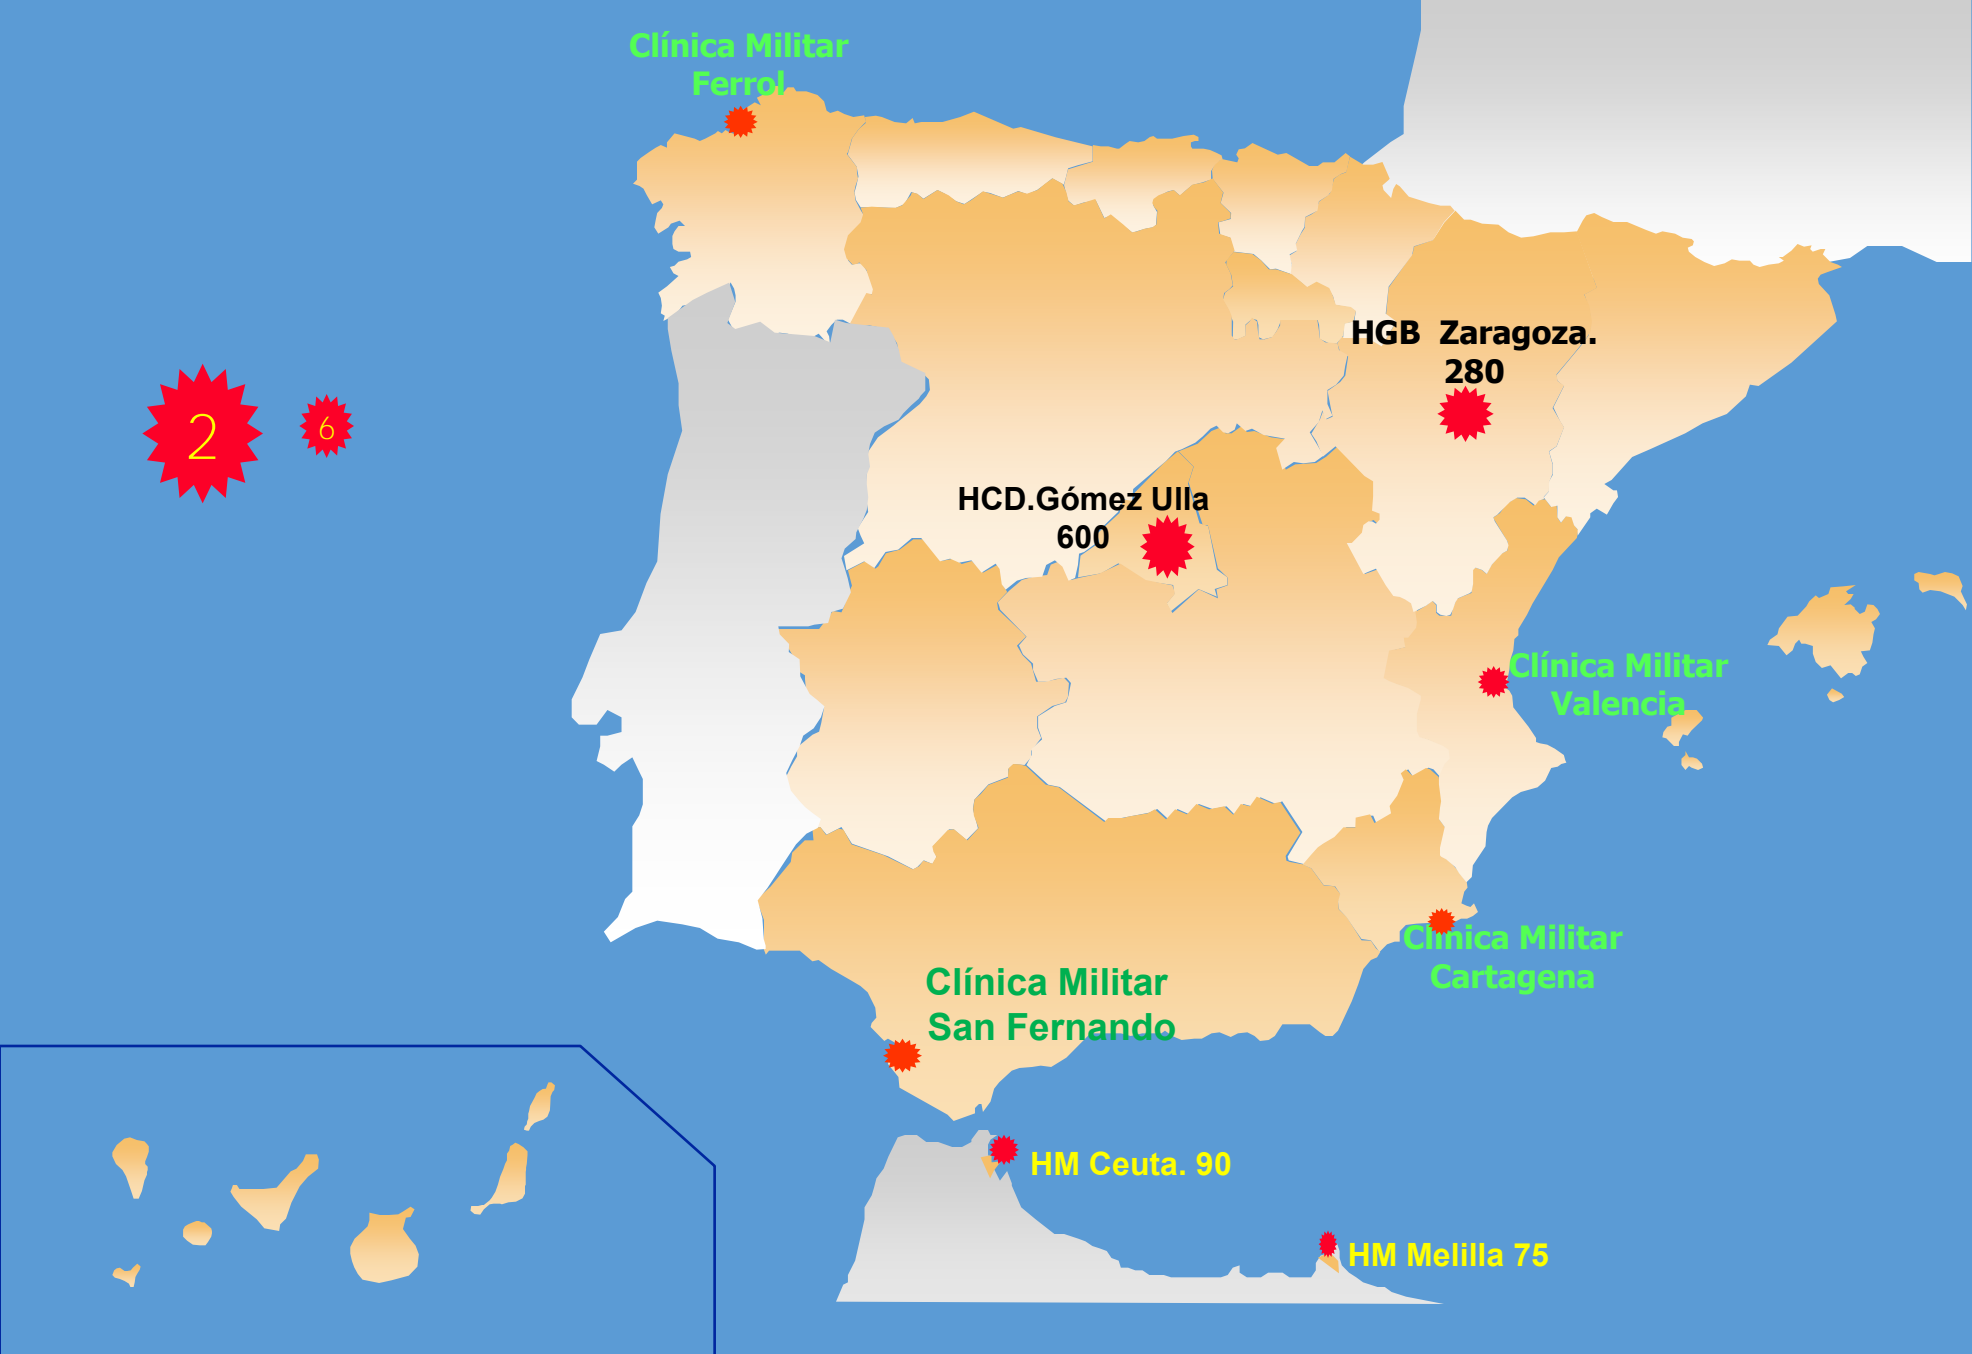 Clínica Militar
Ferrol
HGB  Zaragoza.
280
2
6
HCD.Gómez Ulla
600
Clínica Militar
Valencia
Clínica Militar
Cartagena
Clínica Militar
San Fernando
HM Ceuta. 90
HM Melilla 75